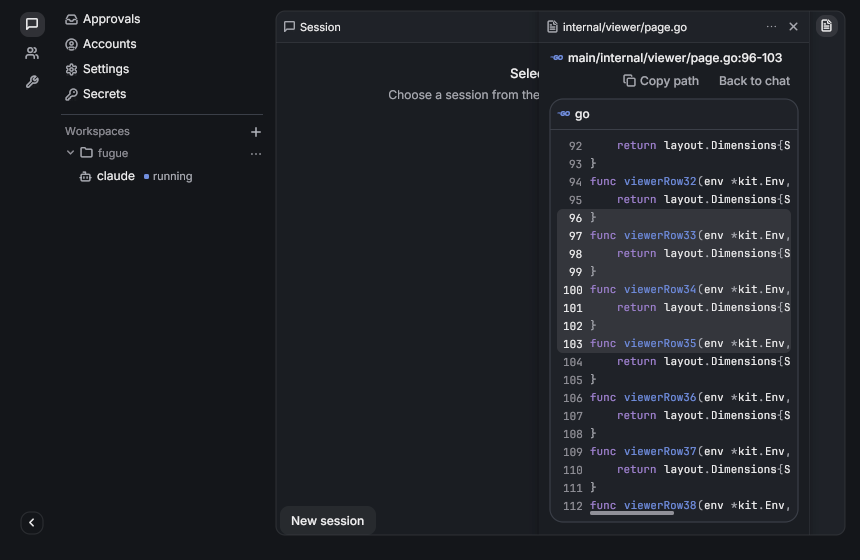 Approvals
Accounts
Settings
Secrets
Workspaces
fugue
claude
running
Session
Selec
Choose a session from the
New session
internal/viewer/page.go
main/internal/viewer/page.go:96-103
Copy path
Back to chat
go
92 return layout.Dimensions{S
93 }
94 func viewerRow32(env *kit.Env,
95 return layout.Dimensions{S
96 }
97 func viewerRow33(env *kit.Env,
98 return layout.Dimensions{S
99 }
100 func viewerRow34(env *kit.Env,
101 return layout.Dimensions{S
102 }
103 func viewerRow35(env *kit.Env,
104 return layout.Dimensions{S
105 }
106 func viewerRow36(env *kit.Env,
107 return layout.Dimensions{S
108 }
109 func viewerRow37(env *kit.Env,
110 return layout.Dimensions{S
111 }
112 func viewerRow38(env *kit.Env,